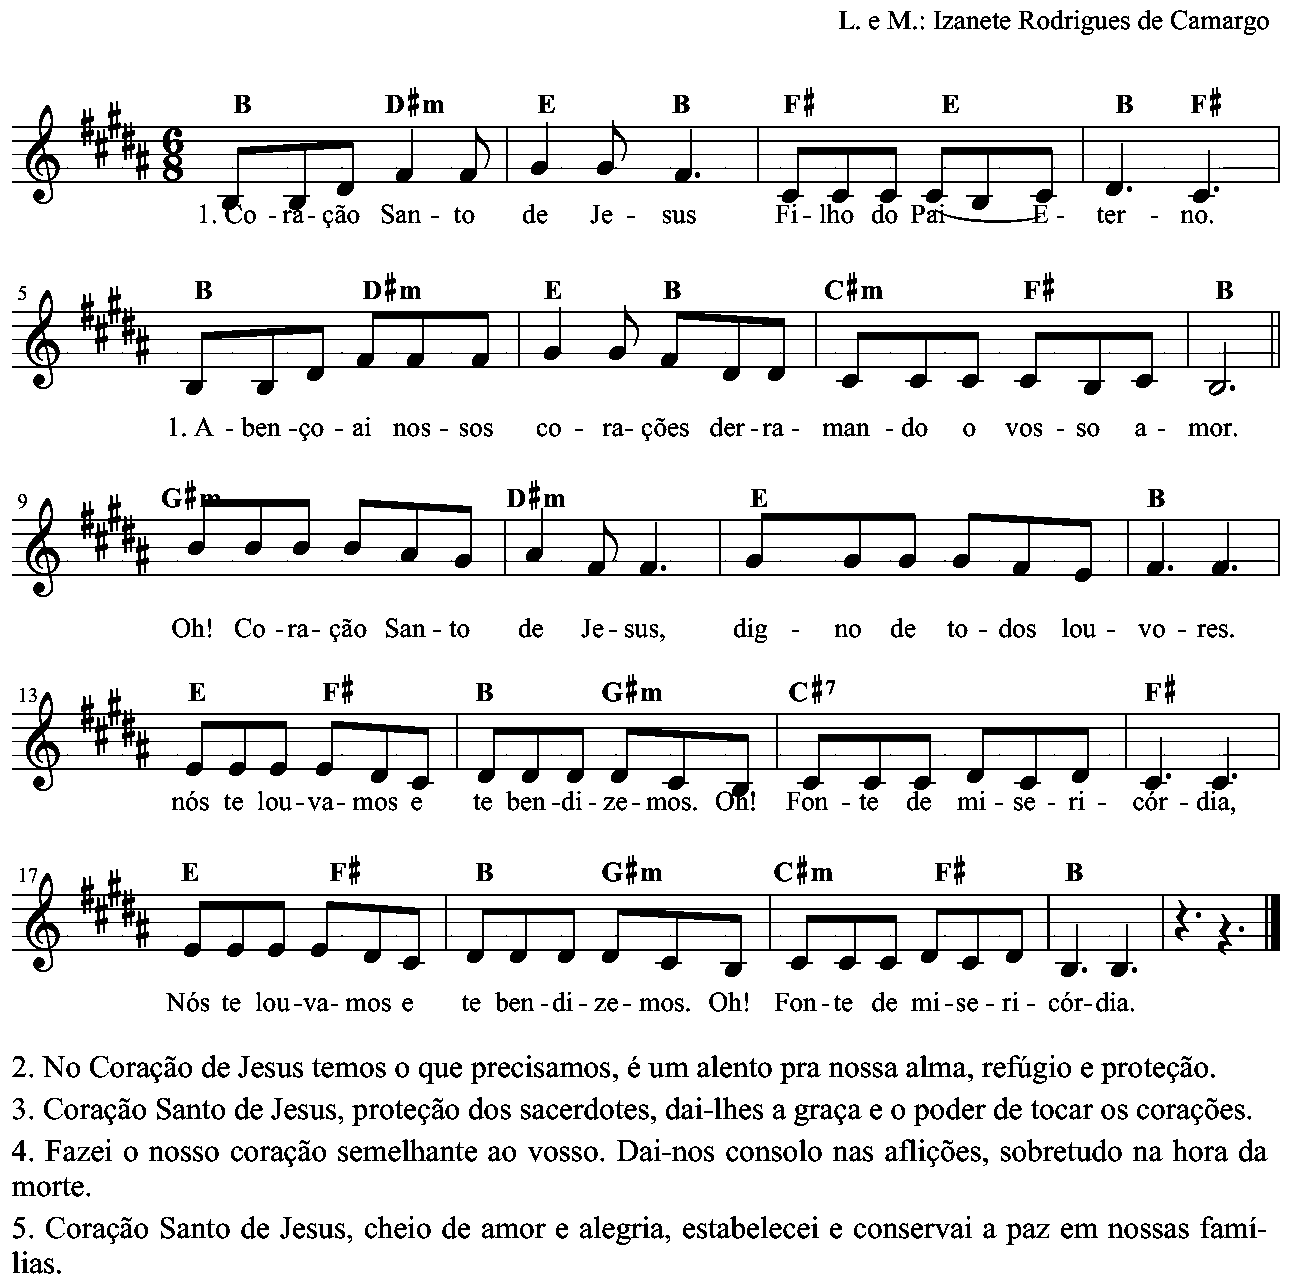 L. e M.: Izanete Rodrigues de Camargo
B D♯m E B F♯ E B F♯
6/8
1. Co - ra - ção San - to de Je - sus Fi - lho do Pai E - ter - no.
5 B D♯m E B C♯m F♯ B
1. A - ben - ço - ai nos - sos co - ra - ções der - ra - man - do o vos - so a - mor.
9 G♯m D♯m E B
Oh! Co - ra - ção San - to de Je - sus, dig - no de to - dos lou - vo - res.
13 E F♯ B G♯m C♯7 F♯
nós te lou - va - mos e te ben - di - ze - mos. Oh! Fon - te de mi - se - ri - cór - dia,
17 E F♯ B G♯m C♯m F♯ B
Nós te lou - va - mos e te ben - di - ze - mos. Oh! Fon - te de mi - se - ri - cór - dia.
2. No Coração de Jesus temos o que precisamos, é um alento pra nossa alma, refúgio e proteção.
3. Coração Santo de Jesus, proteção dos sacerdotes, dai-lhes a graça e o poder de tocar os corações.
4. Fazei o nosso coração semelhante ao vosso. Dai-nos consolo nas aflições, sobretudo na hora da
morte.
5. Coração Santo de Jesus, cheio de amor e alegria, estabelecei e conservai a paz em nossas famí-
lias.